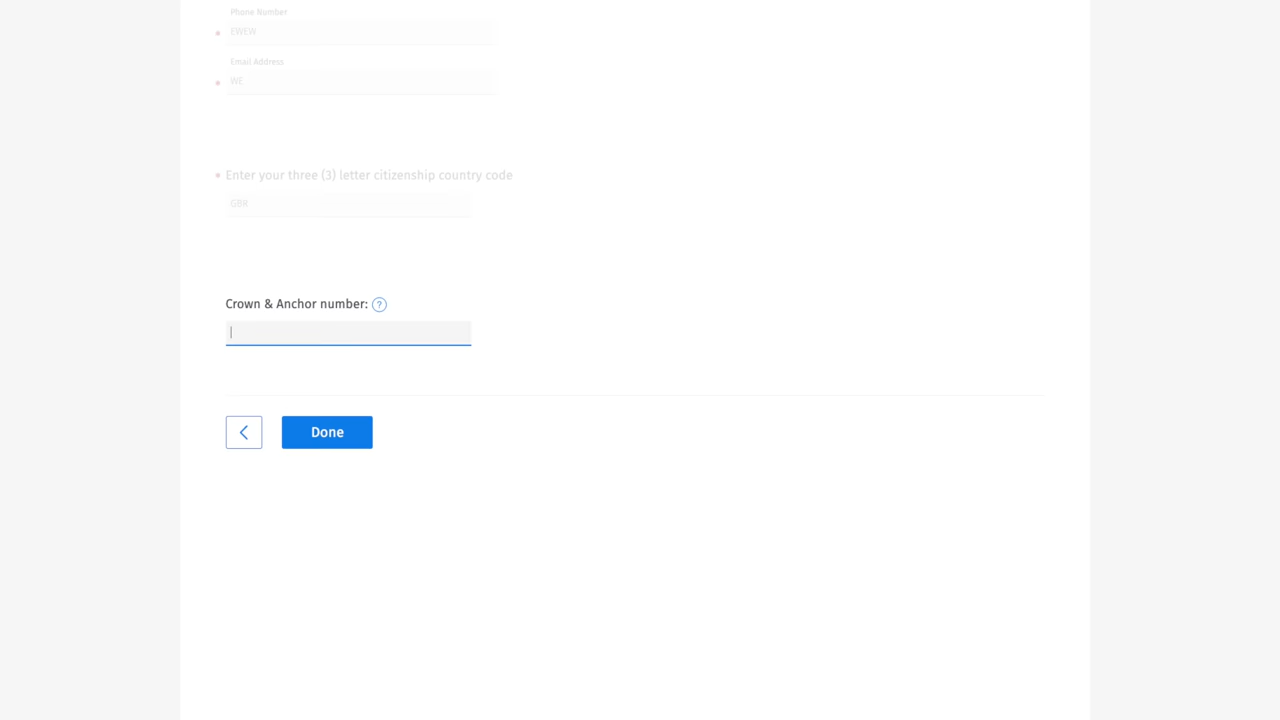 Phone Number
EWEW
Email Address
WE
Enter your three (3) letter citizenship country code
GBR
Crown & Anchor number: ?
Done